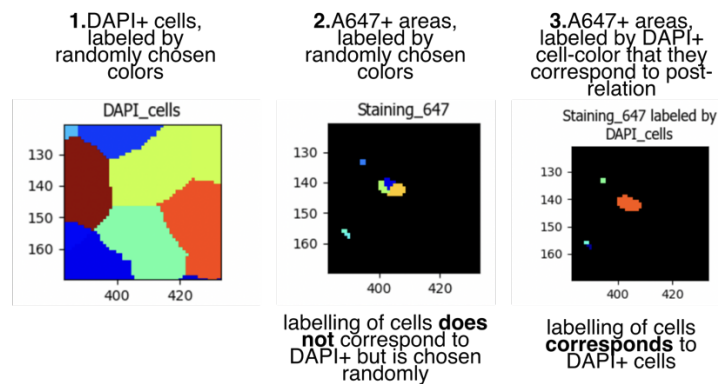 1.DAPI+ cells,
labeled by
randomly chosen
colors
2.A647+ areas,
labeled by
randomly chosen
colors
3.A647+ areas,
labeled by DAPI+
cell-color that they
correspond to post-
relation
DAPI_cells
130
140
150
160
400
420
Staining_647
130
140
150
160
400
420
Staining_647 labeled by
DAPI_cells
130
140
150
160
400
420
labelling of cells does
not correspond to
DAPI+ but is chosen
randomly
labelling of cells
corresponds to
DAPI+ cells